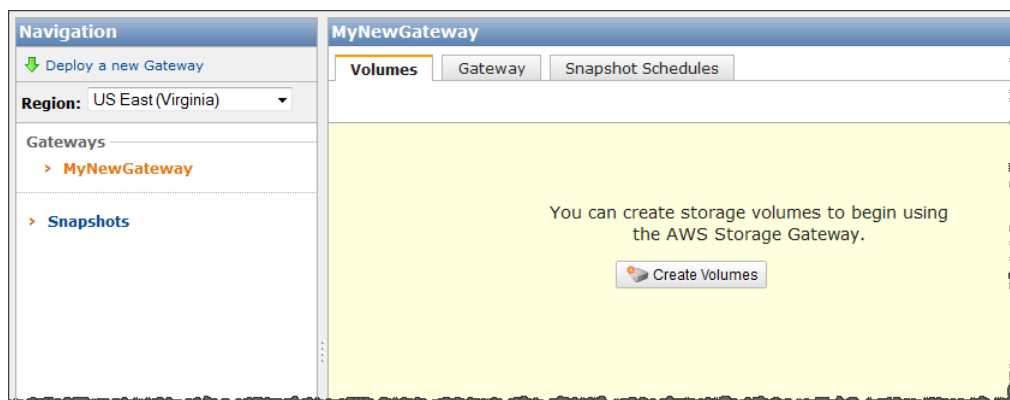 Navigation
Deploy a new Gateway
Region: US East (Virginia)
Gateways
MyNewGateway
Snapshots
MyNewGateway
Volumes Gateway Snapshot Schedules
You can create storage volumes to begin using
the AWS Storage Gateway.
Create Volumes